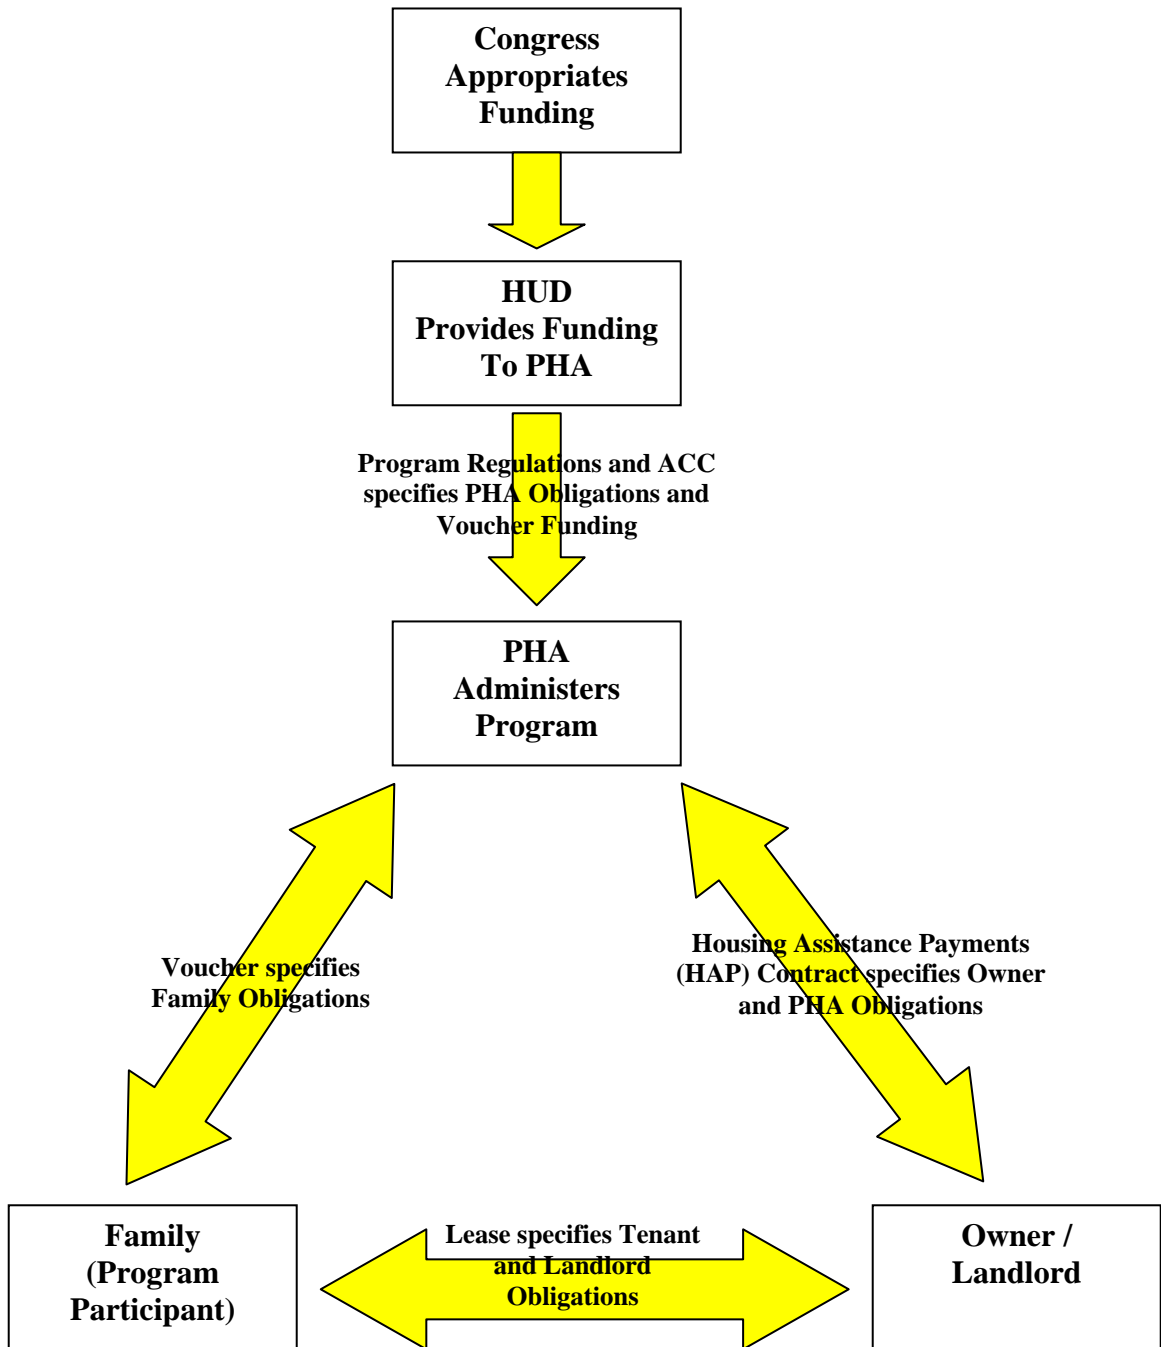 Congress
Appropriates
Funding
HUD
Provides Funding
To PHA
Program Regulations and ACC
specifies PHA Obligations and
Voucher Funding
PHA
Administers
Program
Voucher specifies
Family Obligations
Housing Assistance Payments
(HAP) Contract specifies Owner
and PHA Obligations
Family
(Program
Participant)
Lease specifies Tenant
and Landlord
Obligations
Owner /
Landlord